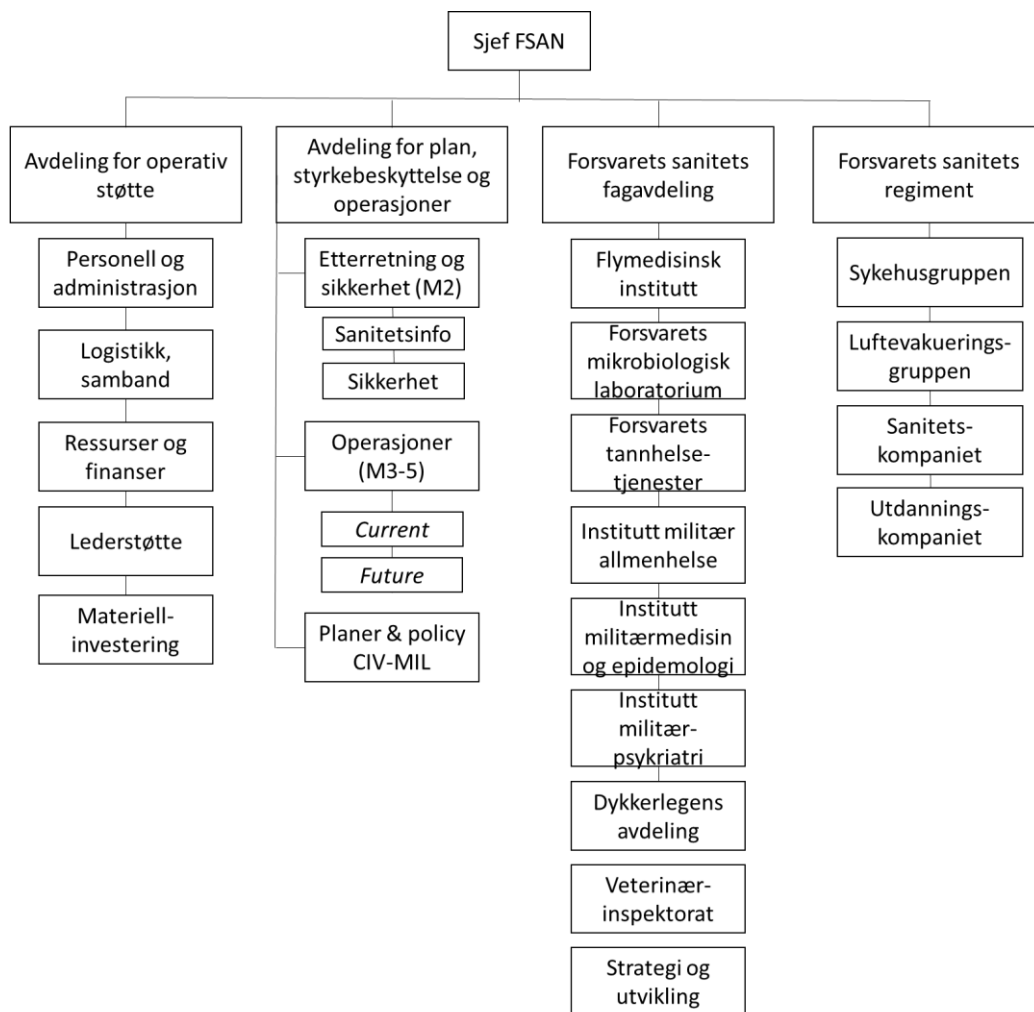 Sjef FSAN
Avdeling for operativ
støtte
Personell og
administrasjon
Logistikk,
samband
Ressurser og
finanser
Lederstøtte
Materiell-
investering
Avdeling for plan,
styrkebeskyttelse og
operasjoner
Etterretning og
sikkerhet (M2)
Sanitetsinfo
Sikkerhet
Operasjoner
(M3-5)
Current
Future
Planer & policy
CIV-MIL
Forsvarets sanitets
fagavdeling
Flymedisinsk
institutt
Forsvarets
mikrobiologisk
laboratorium
Forsvarets
tannhelse-
tjenester
Institutt militær
allmenhelse
Institutt
militærmedisin
og epidemologi
Institutt
militær-
psykriatri
Dykkerlegens
avdeling
Veterinær-
inspektorat
Strategi og
utvikling
Forsvarets sanitets
regiment
Sykehusgruppen
Luftevakuerings-
gruppen
Sanitets-
kompaniet
Utdannings-
kompaniet